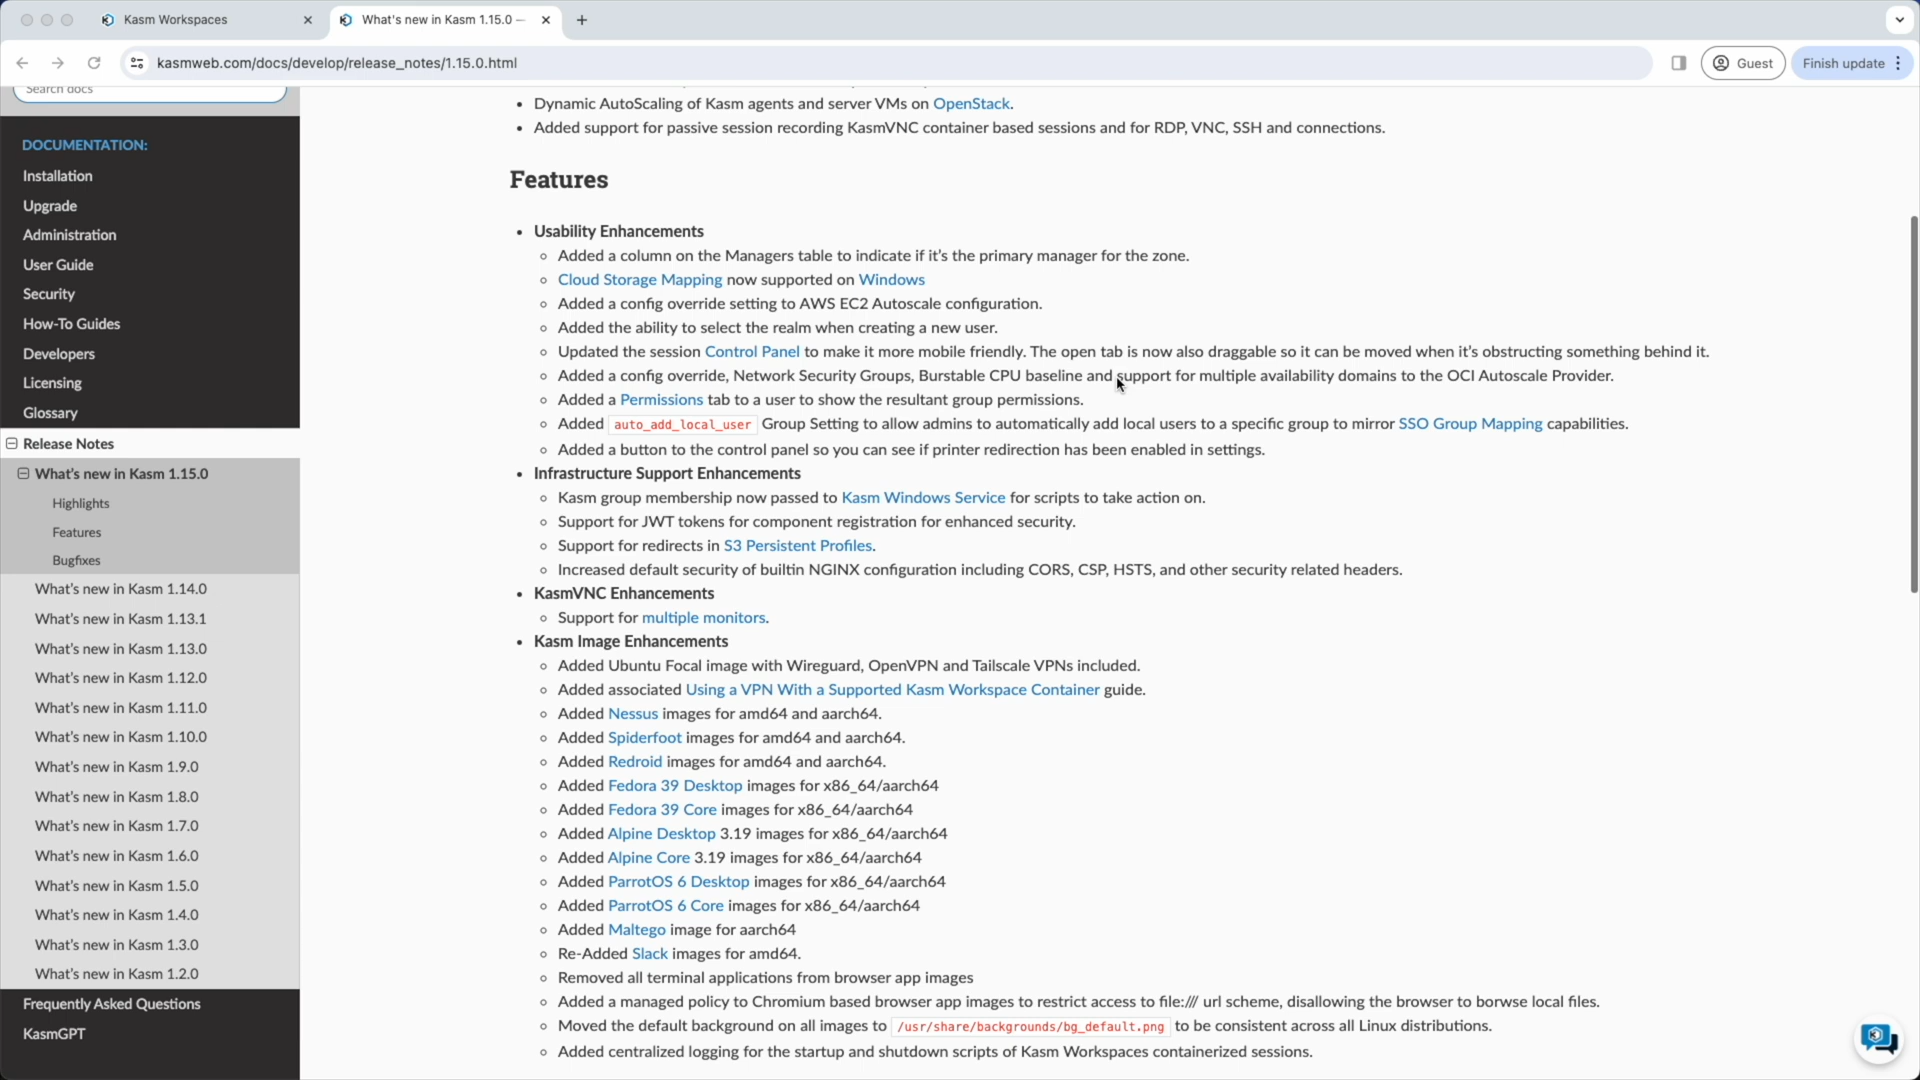 Kasm Workspaces
What's new in Kasm 1.15.0 —
kasmweb.com/docs/develop/release_notes/1.15.0.html
Guest
Finish update
Search docs
DOCUMENTATION:
Installation
Upgrade
Administration
User Guide
Security
How-To Guides
Developers
Licensing
Glossary
Release Notes
What's new in Kasm 1.15.0
Highlights
Features
Bugfixes
What's new in Kasm 1.14.0
What's new in Kasm 1.13.1
What's new in Kasm 1.13.0
What's new in Kasm 1.12.0
What's new in Kasm 1.11.0
What's new in Kasm 1.10.0
What's new in Kasm 1.9.0
What's new in Kasm 1.8.0
What's new in Kasm 1.7.0
What's new in Kasm 1.6.0
What's new in Kasm 1.5.0
What's new in Kasm 1.4.0
What's new in Kasm 1.3.0
What's new in Kasm 1.2.0
Frequently Asked Questions
KasmGPT
Dynamic AutoScaling of Kasm agents and server VMs on OpenStack.
Added support for passive session recording KasmVNC container based sessions and for RDP, VNC, SSH and connections.
Features
Usability Enhancements
Added a column on the Managers table to indicate if it's the primary manager for the zone.
Cloud Storage Mapping now supported on Windows
Added a config override setting to AWS EC2 Autoscale configuration.
Added the ability to select the realm when creating a new user.
Updated the session Control Panel to make it more mobile friendly. The open tab is now also draggable so it can be moved when it's obstructing something behind it.
Added a config override, Network Security Groups, Burstable CPU baseline and support for multiple availability domains to the OCI Autoscale Provider.
Added a Permissions tab to a user to show the resultant group permissions.
Added auto_add_local_user Group Setting to allow admins to automatically add local users to a specific group to mirror SSO Group Mapping capabilities.
Added a button to the control panel so you can see if printer redirection has been enabled in settings.
Infrastructure Support Enhancements
Kasm group membership now passed to Kasm Windows Service for scripts to take action on.
Support for JWT tokens for component registration for enhanced security.
Support for redirects in S3 Persistent Profiles.
Increased default security of builtin NGINX configuration including CORS, CSP, HSTS, and other security related headers.
KasmVNC Enhancements
Support for multiple monitors.
Kasm Image Enhancements
Added Ubuntu Focal image with Wireguard, OpenVPN and Tailscale VPNs included.
Added associated Using a VPN With a Supported Kasm Workspace Container guide.
Added Nessus images for amd64 and aarch64.
Added Spiderfoot images for amd64 and aarch64.
Added Redroid images for amd64 and aarch64.
Added Fedora 39 Desktop images for x86_64/aarch64
Added Fedora 39 Core images for x86_64/aarch64
Added Alpine Desktop 3.19 images for x86_64/aarch64
Added Alpine Core 3.19 images for x86_64/aarch64
Added ParrotOS 6 Desktop images for x86_64/aarch64
Added ParrotOS 6 Core images for x86_64/aarch64
Added Maltego image for aarch64
Re-Added Slack images for amd64.
Removed all terminal applications from browser app images
Added a managed policy to Chromium based browser app images to restrict access to file:/// url scheme, disallowing the browser to borwse local files.
Moved the default background on all images to /usr/share/backgrounds/bg_default.png to be consistent across all Linux distributions.
Added centralized logging for the startup and shutdown scripts of Kasm Workspaces containerized sessions.